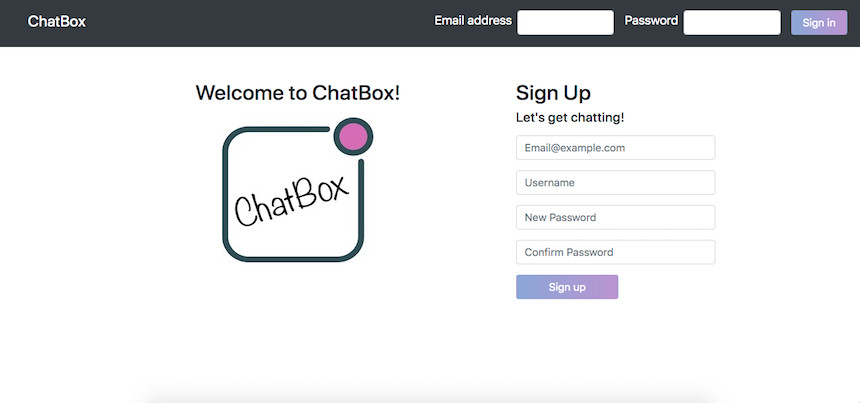 ChatBox
Email address
Password
Sign in
Welcome to ChatBox!
ChatBox
Sign Up
Let's get chatting!
Email@example.com
Username
New Password
Confirm Password
Sign up